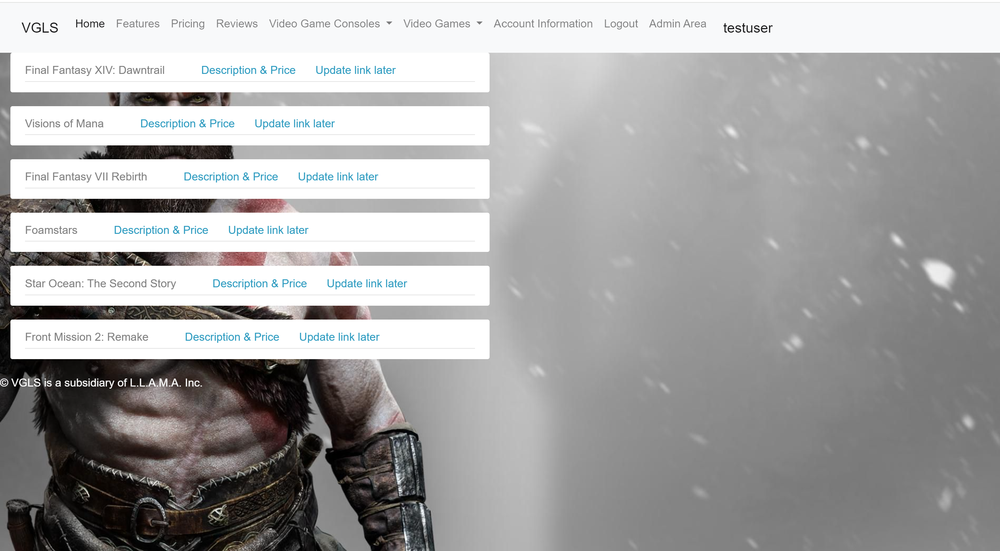 VGLS Home Features Pricing Reviews Video Game Consoles Video Games Account Information Logout Admin Area testuser
Final Fantasy XIV: Dawntrail Description & Price Update link later
Visions of Mana Description & Price Update link later
Final Fantasy VII Rebirth Description & Price Update link later
Foamstars Description & Price Update link later
Star Ocean: The Second Story Description & Price Update link later
Front Mission 2: Remake Description & Price Update link later
© VGLS is a subsidiary of L.L.A.M.A. Inc.